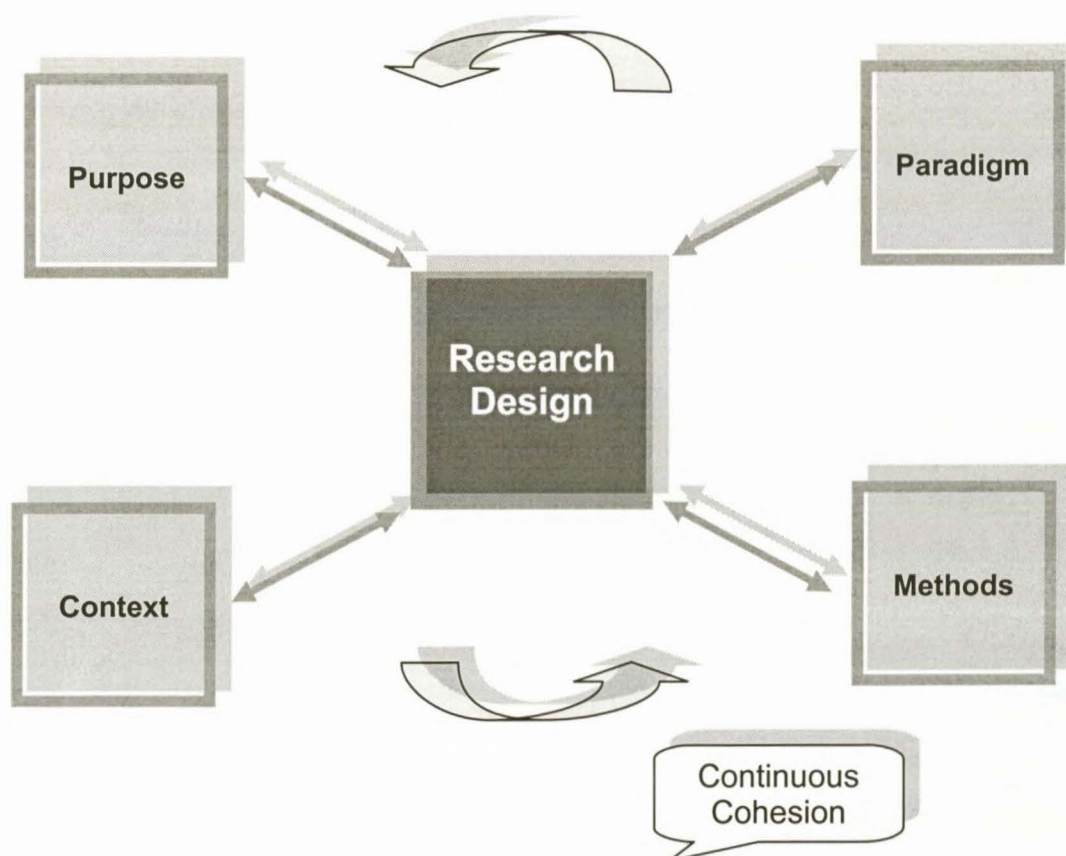 Purpose
Paradigm
Research
Design
Context
Methods
Continuous
Cohesion